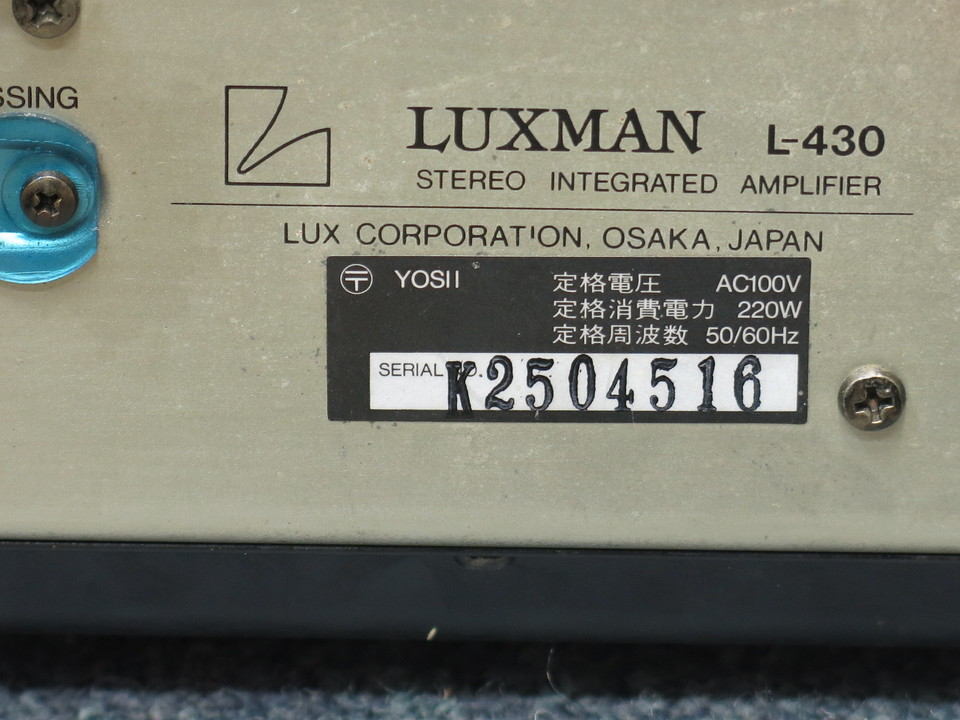 SSING
LUXMAN L-430
STEREO INTEGRATED AMPLIFIER
LUX CORPORATION, OSAKA, JAPAN
〒 YOSII 定格電圧 AC100V
定格消費電力 220W
定格周波数 50/60Hz
SERIAL NO. K2504516